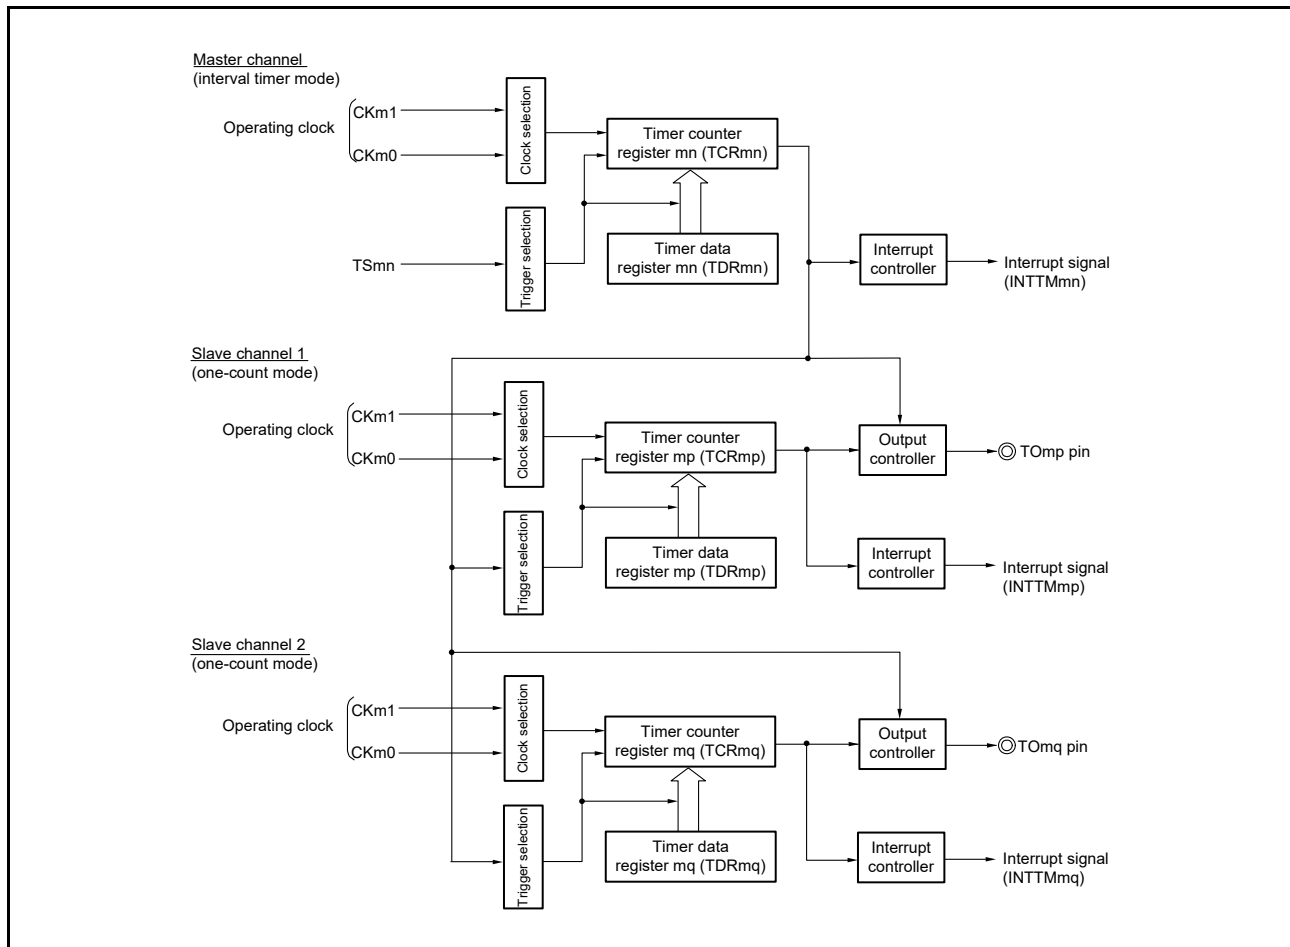 Master channel
(interval timer mode)
Operating clock
CKm1
CKm0
Clock selection
Timer counter
register mn (TCRmn)
TSmn
Trigger selection
Timer data
register mn (TDRmn)
Interrupt
controller
Interrupt signal
(INTTMmn)
Slave channel 1
(one-count mode)
Operating clock
CKm1
CKm0
Clock selection
Timer counter
register mp (TCRmp)
Output
controller
TOmp pin
Trigger selection
Timer data
register mp (TDRmp)
Interrupt
controller
Interrupt signal
(INTTMmp)
Slave channel 2
(one-count mode)
Operating clock
CKm1
CKm0
Clock selection
Timer counter
register mq (TCRmq)
Output
controller
TOmq pin
Trigger selection
Timer data
register mq (TDRmq)
Interrupt
controller
Interrupt signal
(INTTMmq)